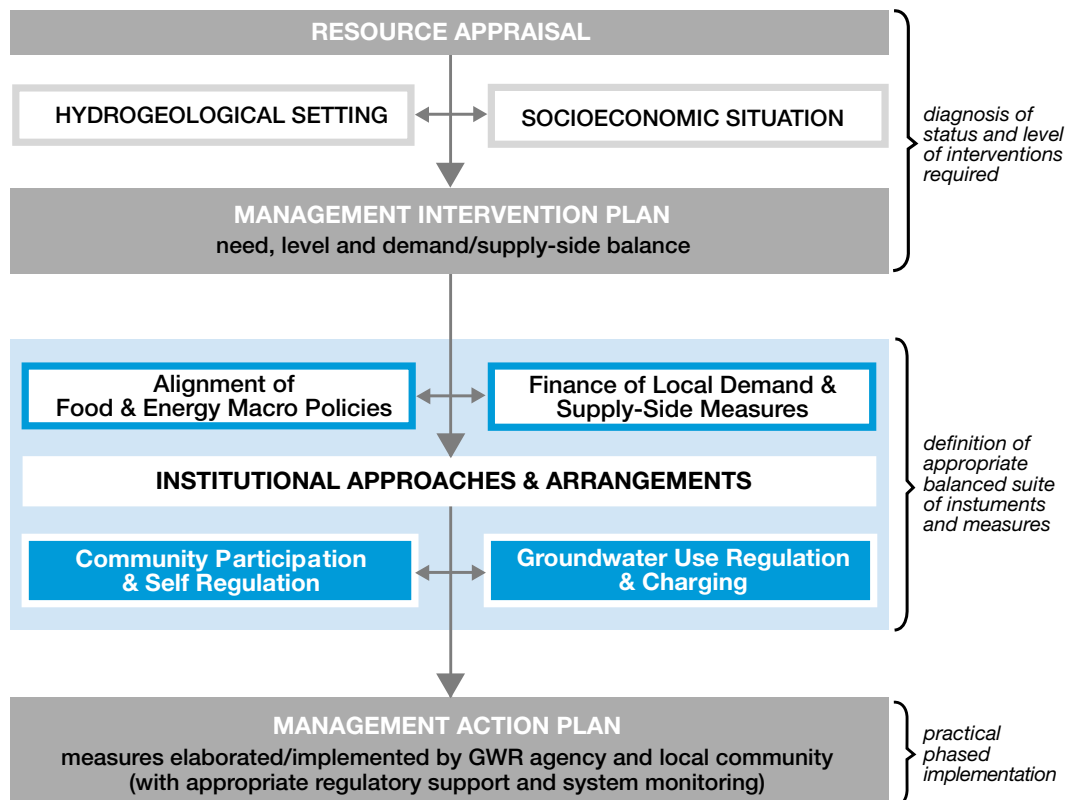 RESOURCE APPRAISAL
HYDROGEOLOGICAL SETTING
SOCIOECONOMIC SITUATION
diagnosis of
status and level
of interventions
required
MANAGEMENT INTERVENTION PLAN
need, level and demand/supply-side balance
Alignment of
Food & Energy Macro Policies
Finance of Local Demand &
Supply-Side Measures
INSTITUTIONAL APPROACHES & ARRANGEMENTS
definition of
appropriate
balanced suite
of instuments
and measures
Community Participation
& Self Regulation
Groundwater Use Regulation
& Charging
MANAGEMENT ACTION PLAN
measures elaborated/implemented by GWR agency and local community
(with appropriate regulatory support and system monitoring)
practical
phased
implementation